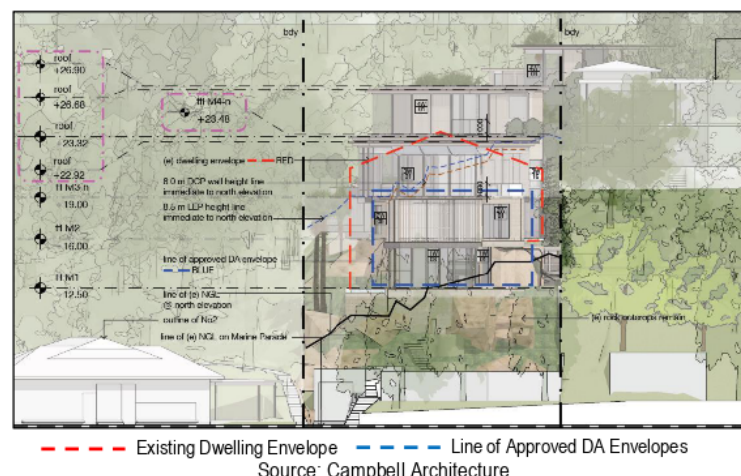 bdy
bdy
roof
+26.90
roof
+26.68
ffl M4-n
+23.48
roof
+23.32
roof
+22.92
ffl M3-n
19.00
ffl M2
16.00
ffl M1
12.50
(e) dwelling envelope RED
8.0 m DCP wall height line
immediate to north elevation
8.5 m LEP height line
immediate to north elevation
line of approved DA envelope
BLUE
line of (e) NGL
@ north elevation
outline of No2
line of (e) NGL on Marine Parade
(e) rock outcrops remain
Existing Dwelling Envelope
Line of Approved DA Envelopes
Source: Campbell Architecture